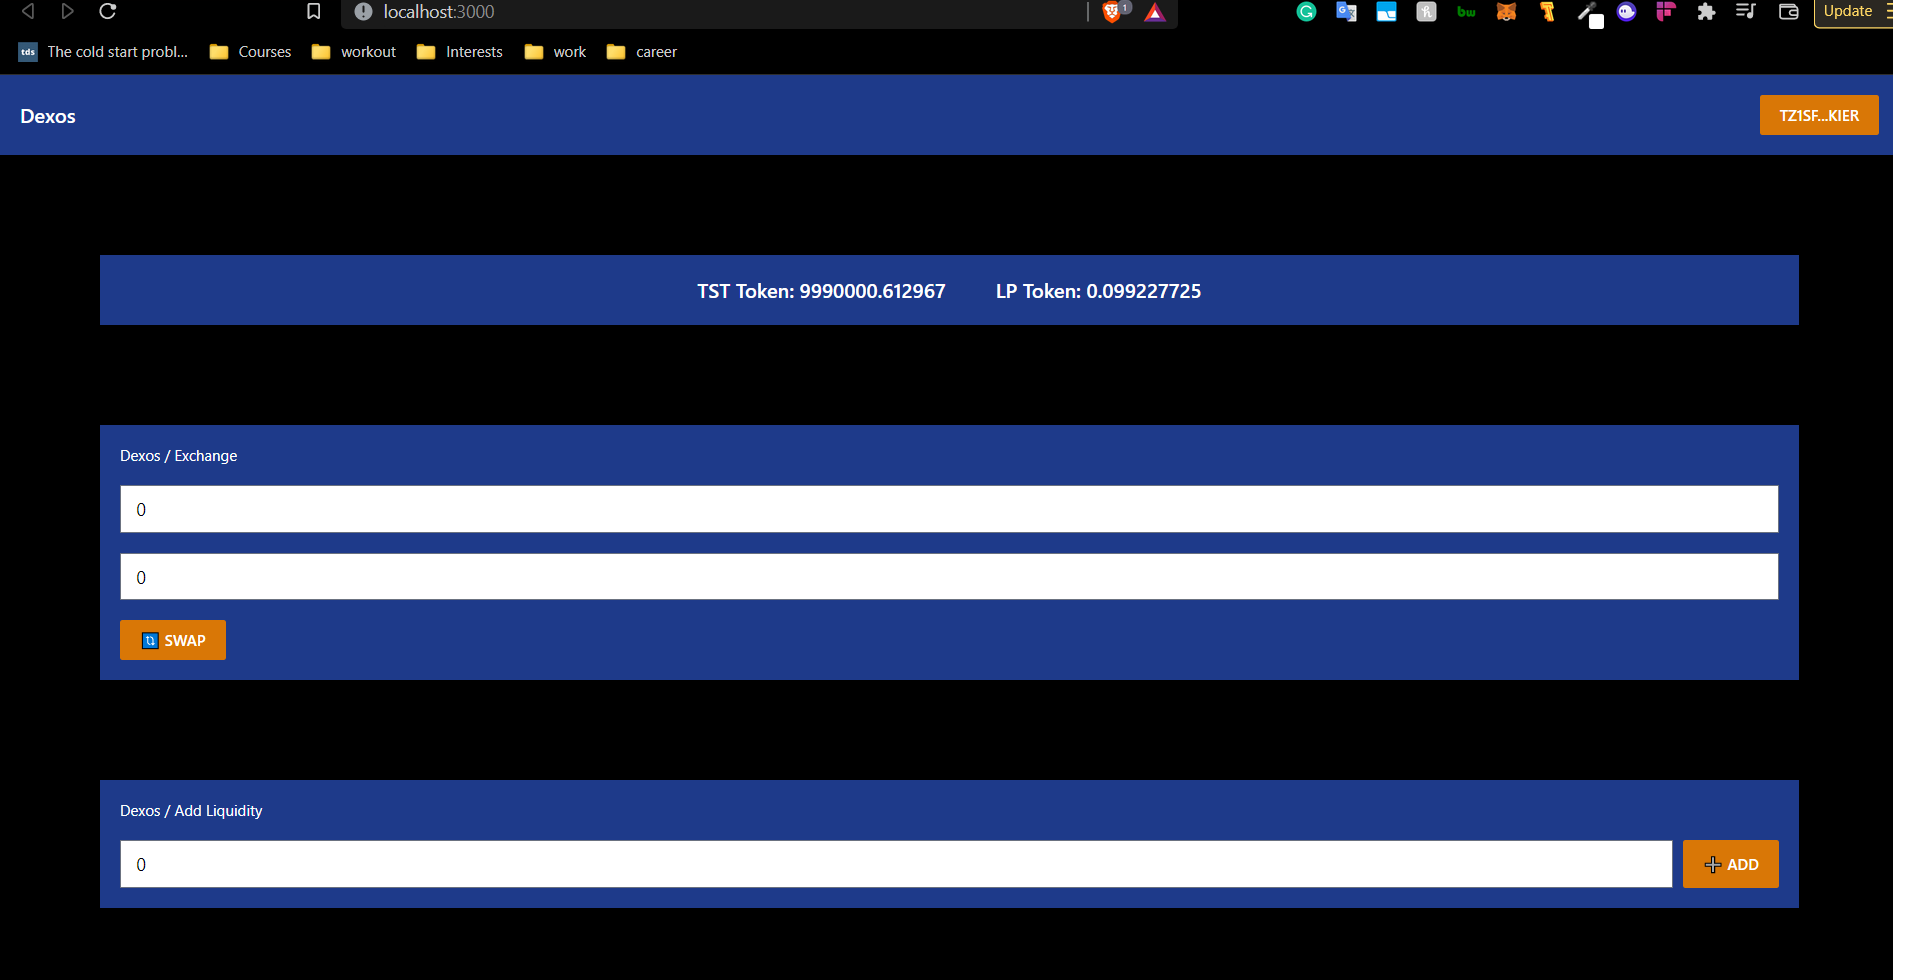 localhost:3000
1
Update
tds The cold start probl... Courses workout Interests work career
Dexos
TZ1SF...KIER
TST Token: 9990000.612967 LP Token: 0.099227725
Dexos / Exchange
0
0
SWAP
Dexos / Add Liquidity
0
ADD